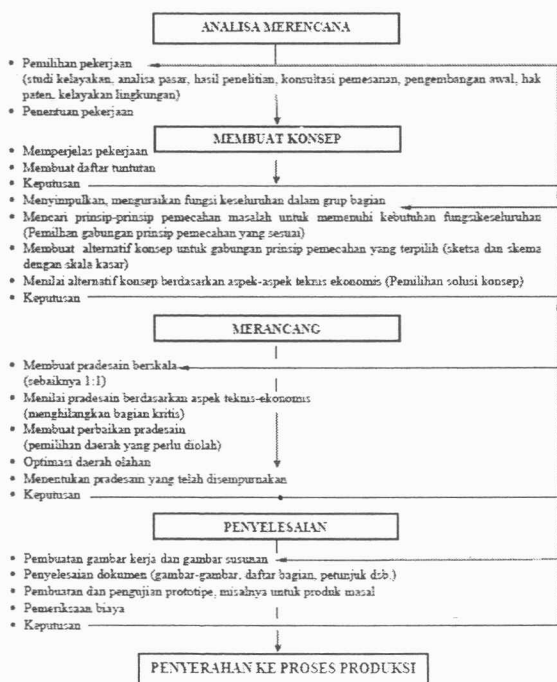 ANALISA MERENCANA
• Pemilihan pekerjaan
(studi kelayakan, analisa pasar, hasil penelitian, konsultasi pemesanan, pengembangan awal, hak
paten, kelayakan lingkungan)
• Penentuan pekerjaan
MEMBUAT KONSEP
• Memperjelas pekerjaan
• Membuat daftar tuntutan
• Keputusan
• Menyimpulkan, menguraikan fungsi keseluruhan dalam grup bagian
• Mencari prinsip-prinsip pemecahan masalah untuk memenuhi kebutuhan fungsikeseluruhan
(Pemilhan gabungan prinsip pemecahan yang sesuai)
• Membuat alternatif konsep untuk gabungan prinsip pemecahan yang terpilih (sketsa dan skema
dengan skala kasar)
• Menilai alternatif konsep berdasarkan aspek-aspek teknis ekonomis (Pemilihan solusi konsep)
• Keputusan
MERANCANG
• Membuat pradesain berskala
(sebaiknya 1:1)
• Menilai pradesain berdasarkan aspek teknis-ekonomis
(menghilangkan bagian kritis)
• Membuat perbaikan pradesain
(pemilihan daerah yang perlu diolah)
• Optimasi daerah olahan
• Menentukan pradesain yang telah disempurnakan
• Keputusan
PENYELESAIAN
• Pembuatan gambar kerja dan gambar susunan
• Penyelesaian dokumen (gambar-gambar, daftar bagian, petunjuk dsb.)
• Pembuatan dan pengujian prototipe, misalnya untuk produk masal
• Pemeriksaan biaya
• Keputusan
PENYERAHAN KE PROSES PRODUKSI